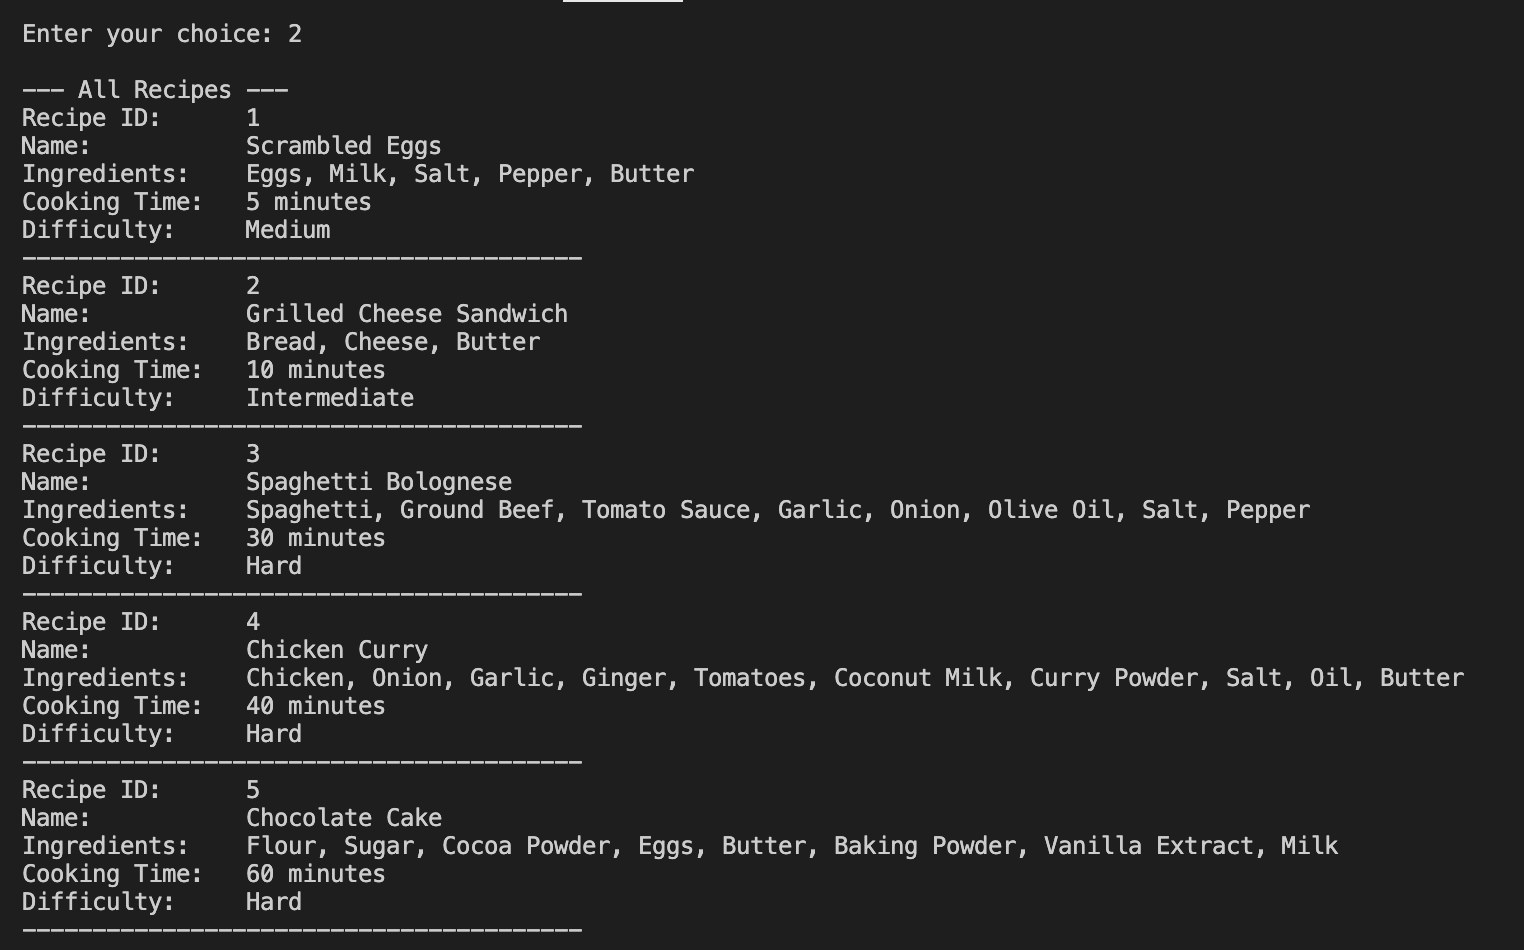 Enter your choice: 2
--- All Recipes ---
Recipe ID: 1
Name: Scrambled Eggs
Ingredients: Eggs, Milk, Salt, Pepper, Butter
Cooking Time: 5 minutes
Difficulty: Medium
----------------------------------------
Recipe ID: 2
Name: Grilled Cheese Sandwich
Ingredients: Bread, Cheese, Butter
Cooking Time: 10 minutes
Difficulty: Intermediate
----------------------------------------
Recipe ID: 3
Name: Spaghetti Bolognese
Ingredients: Spaghetti, Ground Beef, Tomato Sauce, Garlic, Onion, Olive Oil, Salt, Pepper
Cooking Time: 30 minutes
Difficulty: Hard
----------------------------------------
Recipe ID: 4
Name: Chicken Curry
Ingredients: Chicken, Onion, Garlic, Ginger, Tomatoes, Coconut Milk, Curry Powder, Salt, Oil, Butter
Cooking Time: 40 minutes
Difficulty: Hard
----------------------------------------
Recipe ID: 5
Name: Chocolate Cake
Ingredients: Flour, Sugar, Cocoa Powder, Eggs, Butter, Baking Powder, Vanilla Extract, Milk
Cooking Time: 60 minutes
Difficulty: Hard
----------------------------------------